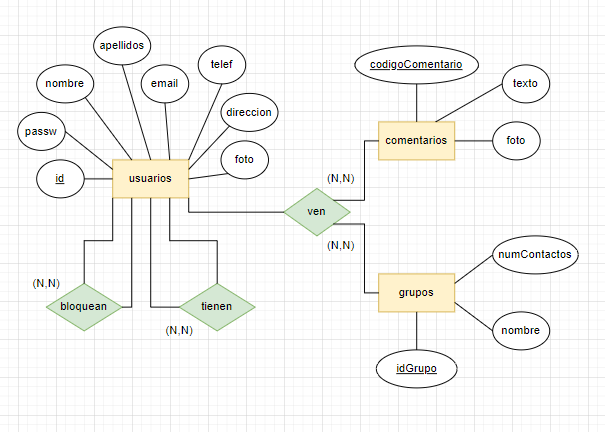 apellidos
telef
nombre
email
codigoComentario
texto
passw
direccion
comentarios
foto
foto
id
usuarios
(N,N)
ven
(N,N)
numContactos
(N,N)
grupos
bloquean
tienen
(N,N)
nombre
idGrupo